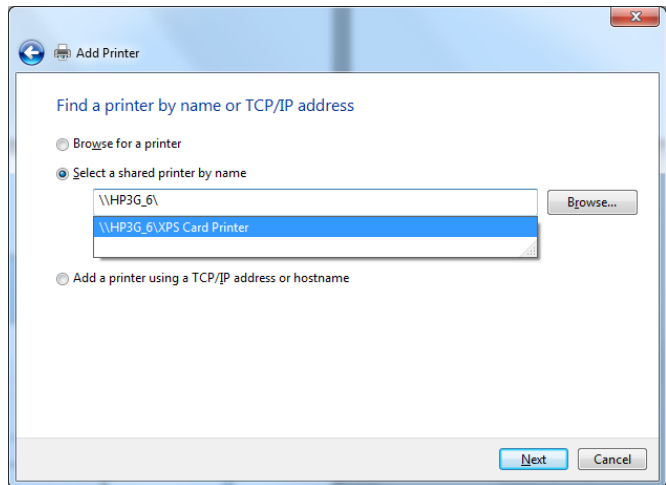 Add Printer
Find a printer by name or TCP/IP address
Browse for a printer
Select a shared printer by name
\\HP3G_6\
Browse...
\\HP3G_6\XPS Card Printer
Add a printer using a TCP/IP address or hostname
Next
Cancel